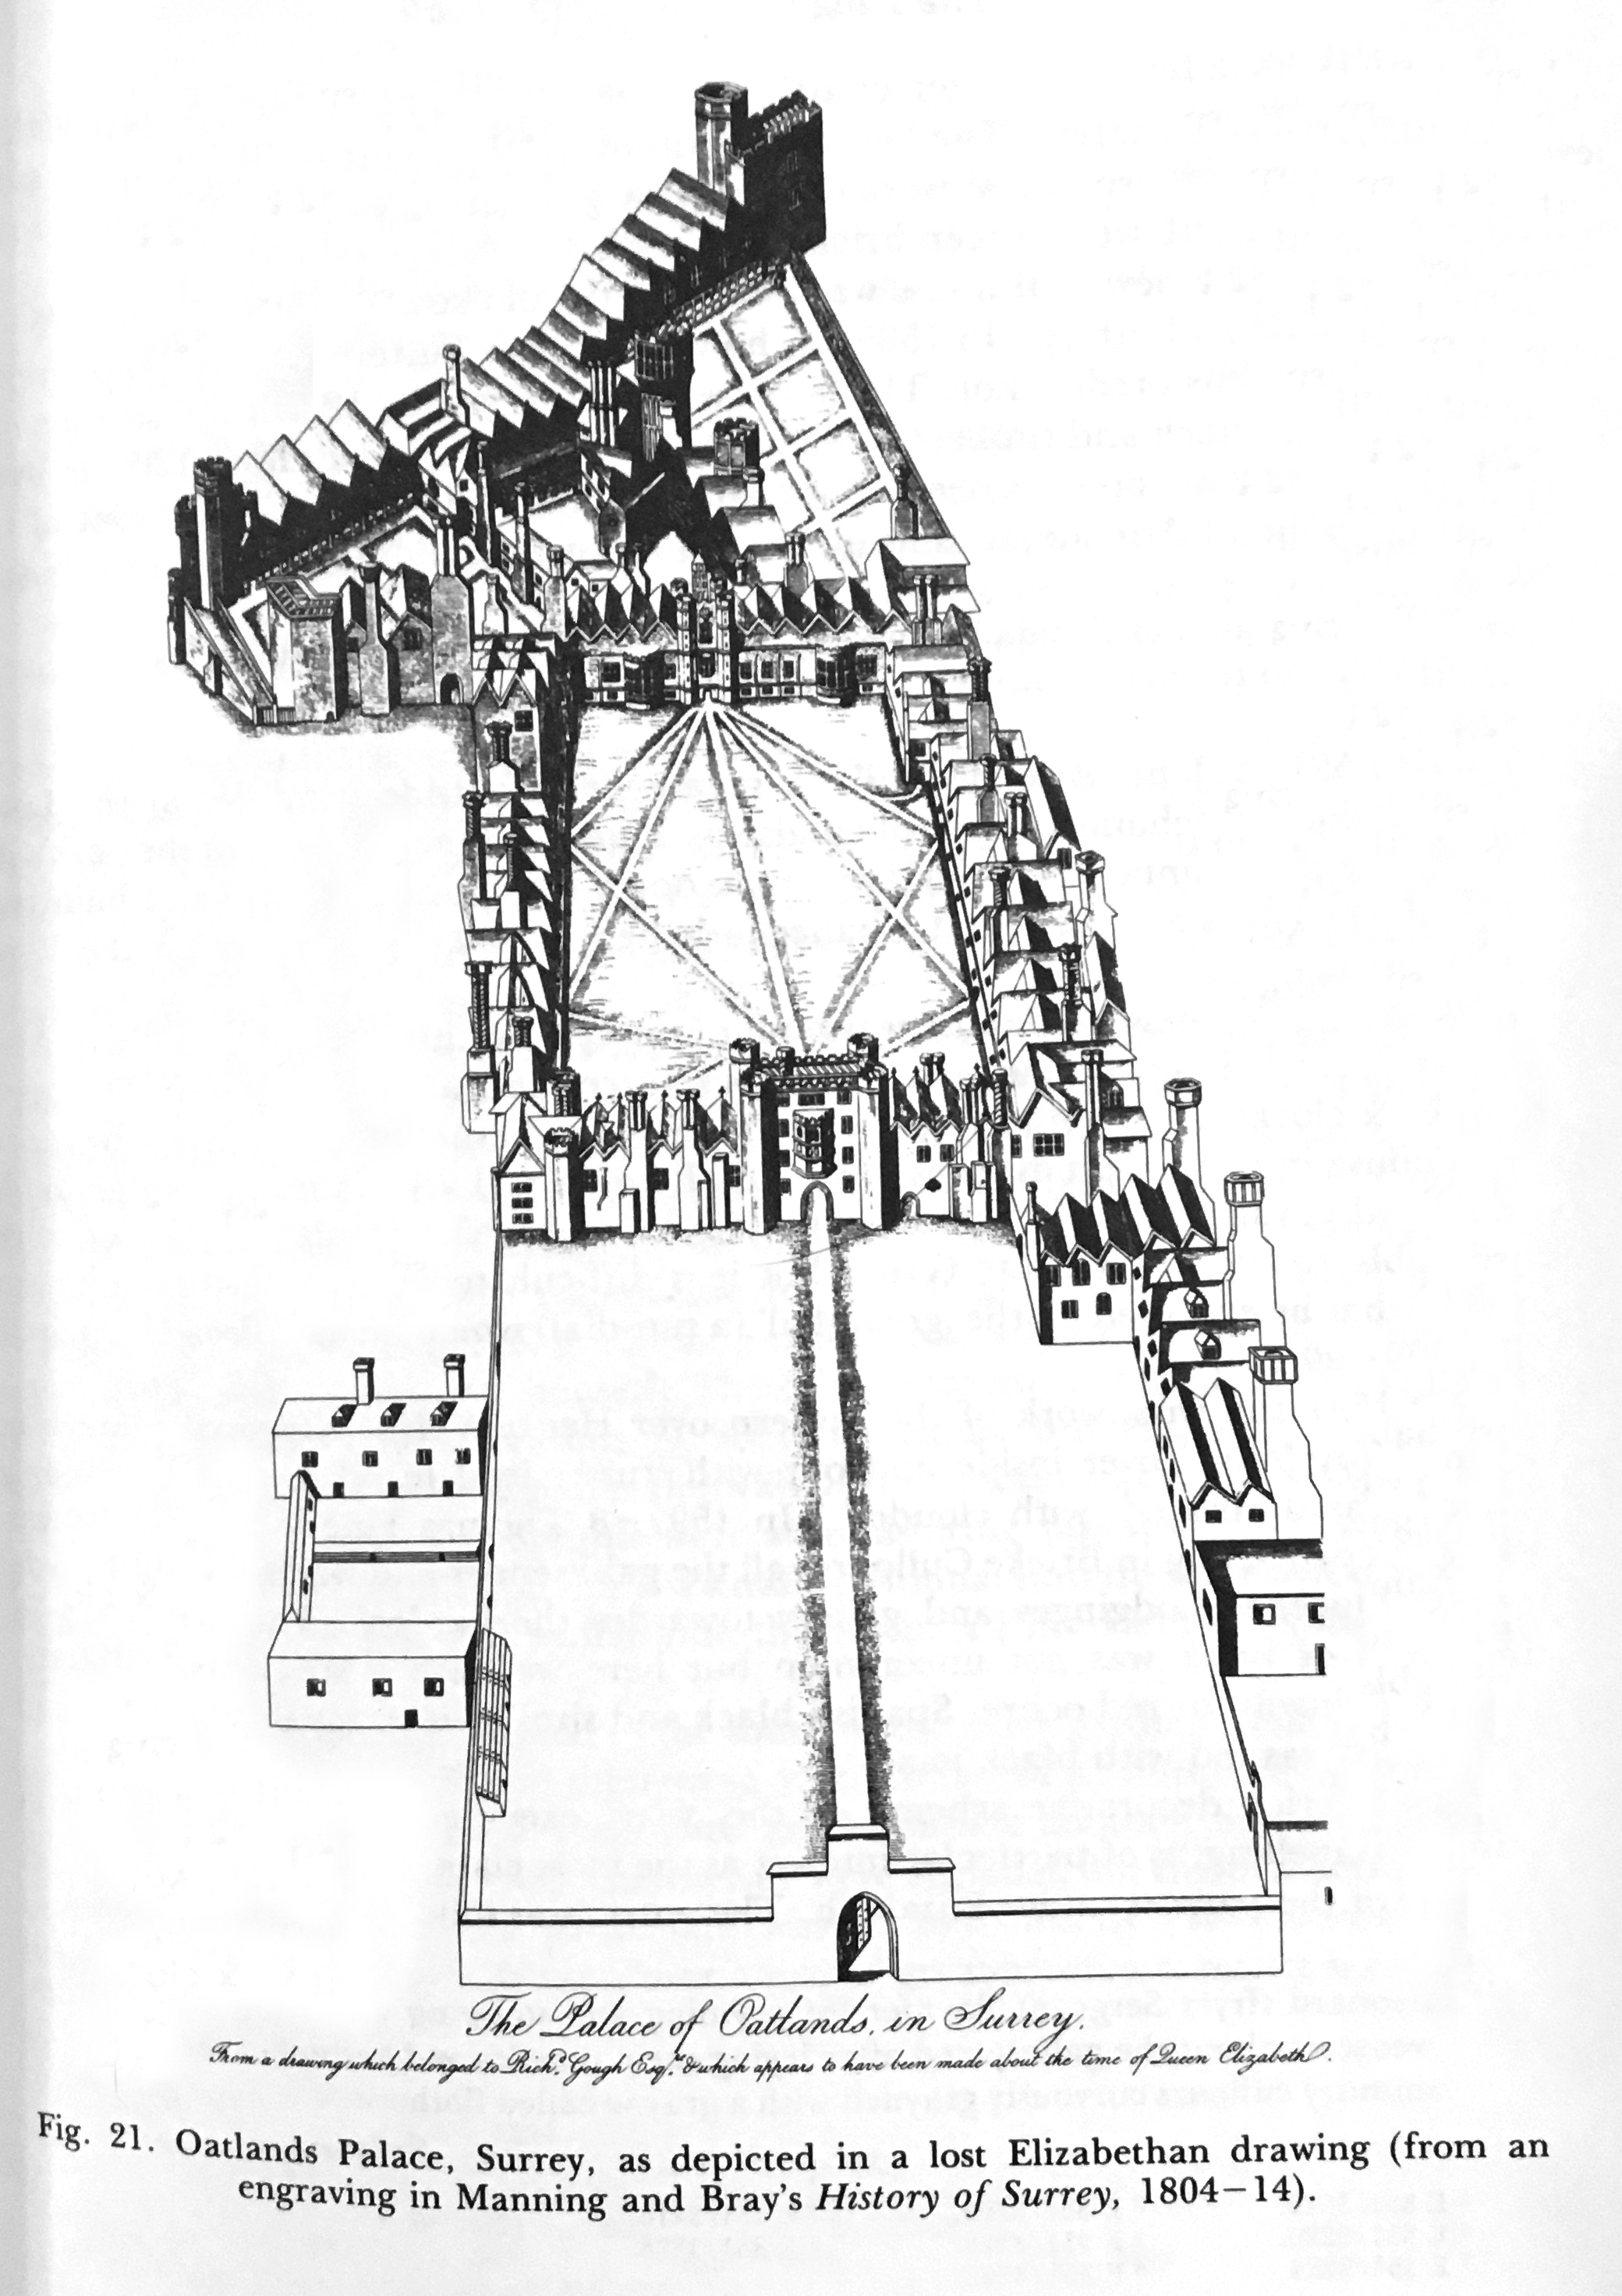 The Palace of Oatlands, in Surrey.
From a drawing which belonged to Richd. Gough Esqr. & which appears to have been made about the time of Queen Elizabeth.
Fig. 21. Oatlands Palace, Surrey, as depicted in a lost Elizabethan drawing (from an
engraving in Manning and Bray's History of Surrey, 1804–14).